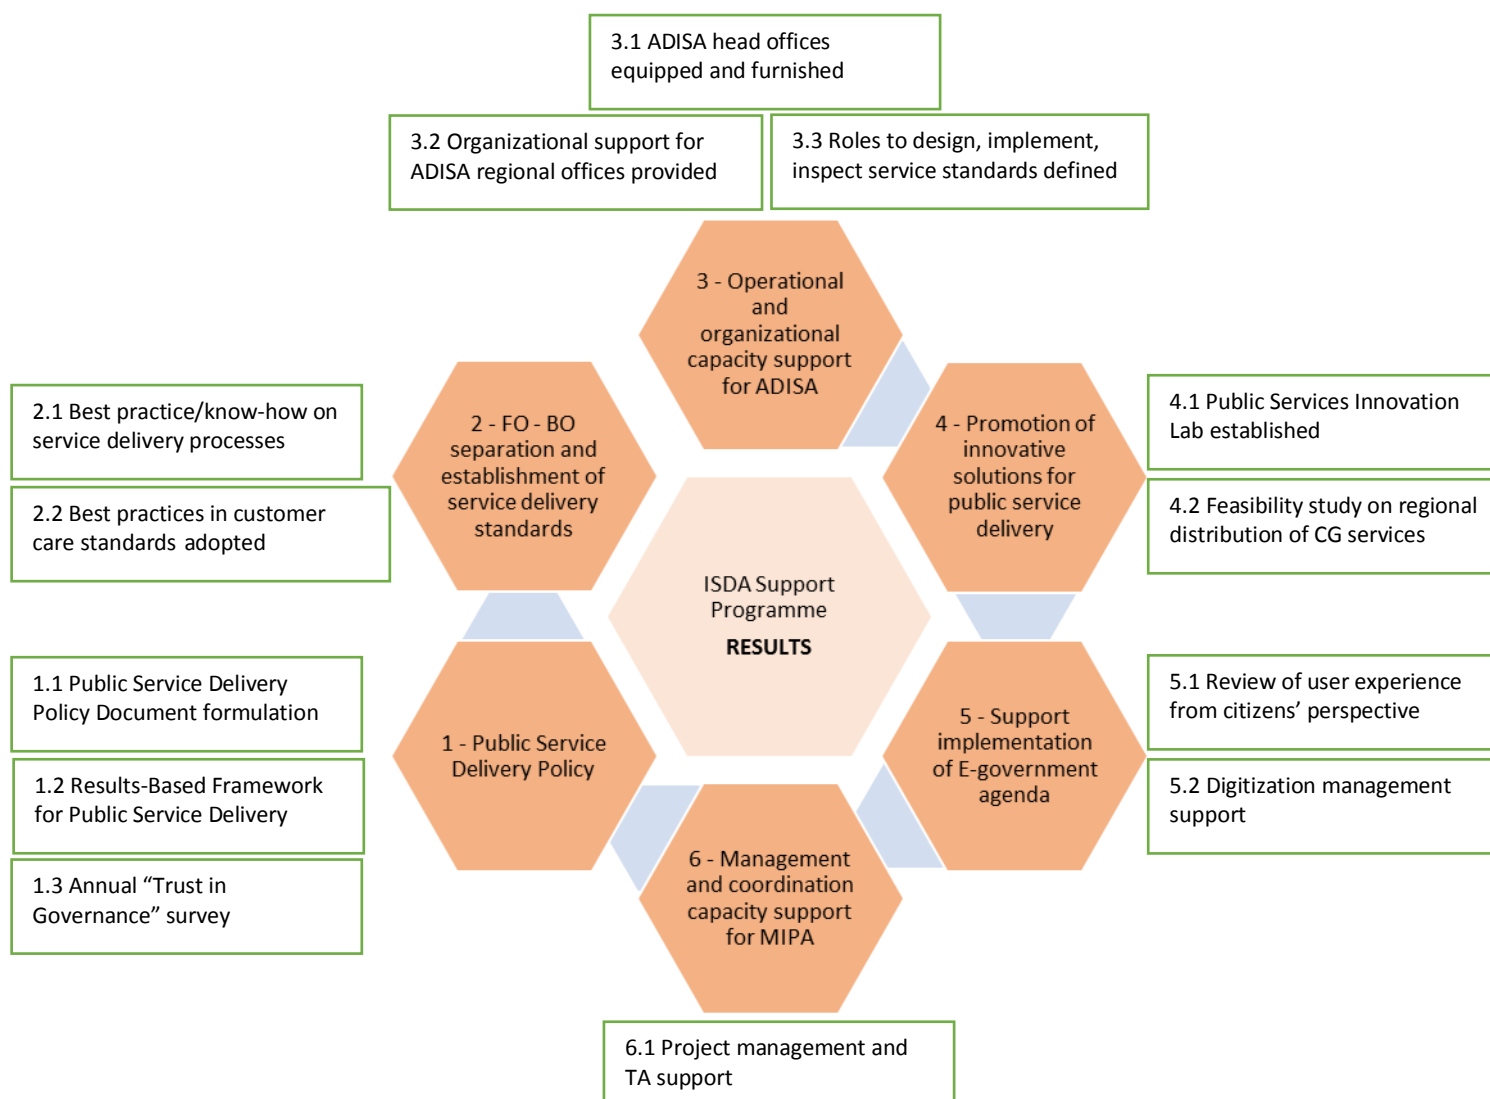 3.1 ADISA head offices
equipped and furnished
3.2 Organizational support for
ADISA regional offices provided
3.3 Roles to design, implement,
inspect service standards defined
3 - Operational
and
organizational
capacity support
for ADISA
2.1 Best practice/know-how on
service delivery processes
2.2 Best practices in customer
care standards adopted
2 - FO - BO
separation and
establishment of
service delivery
standards
4 - Promotion of
innovative
solutions for
public service
delivery
4.1 Public Services Innovation
Lab established
4.2 Feasibility study on regional
distribution of CG services
ISDA Support
Programme
RESULTS
1.1 Public Service Delivery
Policy Document formulation
1.2 Results-Based Framework
for Public Service Delivery
1.3 Annual “Trust in
Governance” survey
1 - Public Service
Delivery Policy
5 - Support
implementation
of E-government
agenda
5.1 Review of user experience
from citizens’ perspective
5.2 Digitization management
support
6 - Management
and coordination
capacity support
for MIPA
6.1 Project management and
TA support